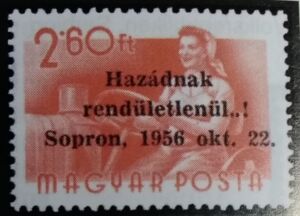 2·60 ft
Hazádnak
rendületlenül..!
Sopron, 1956 okt. 22.
MAGYAR POSTA